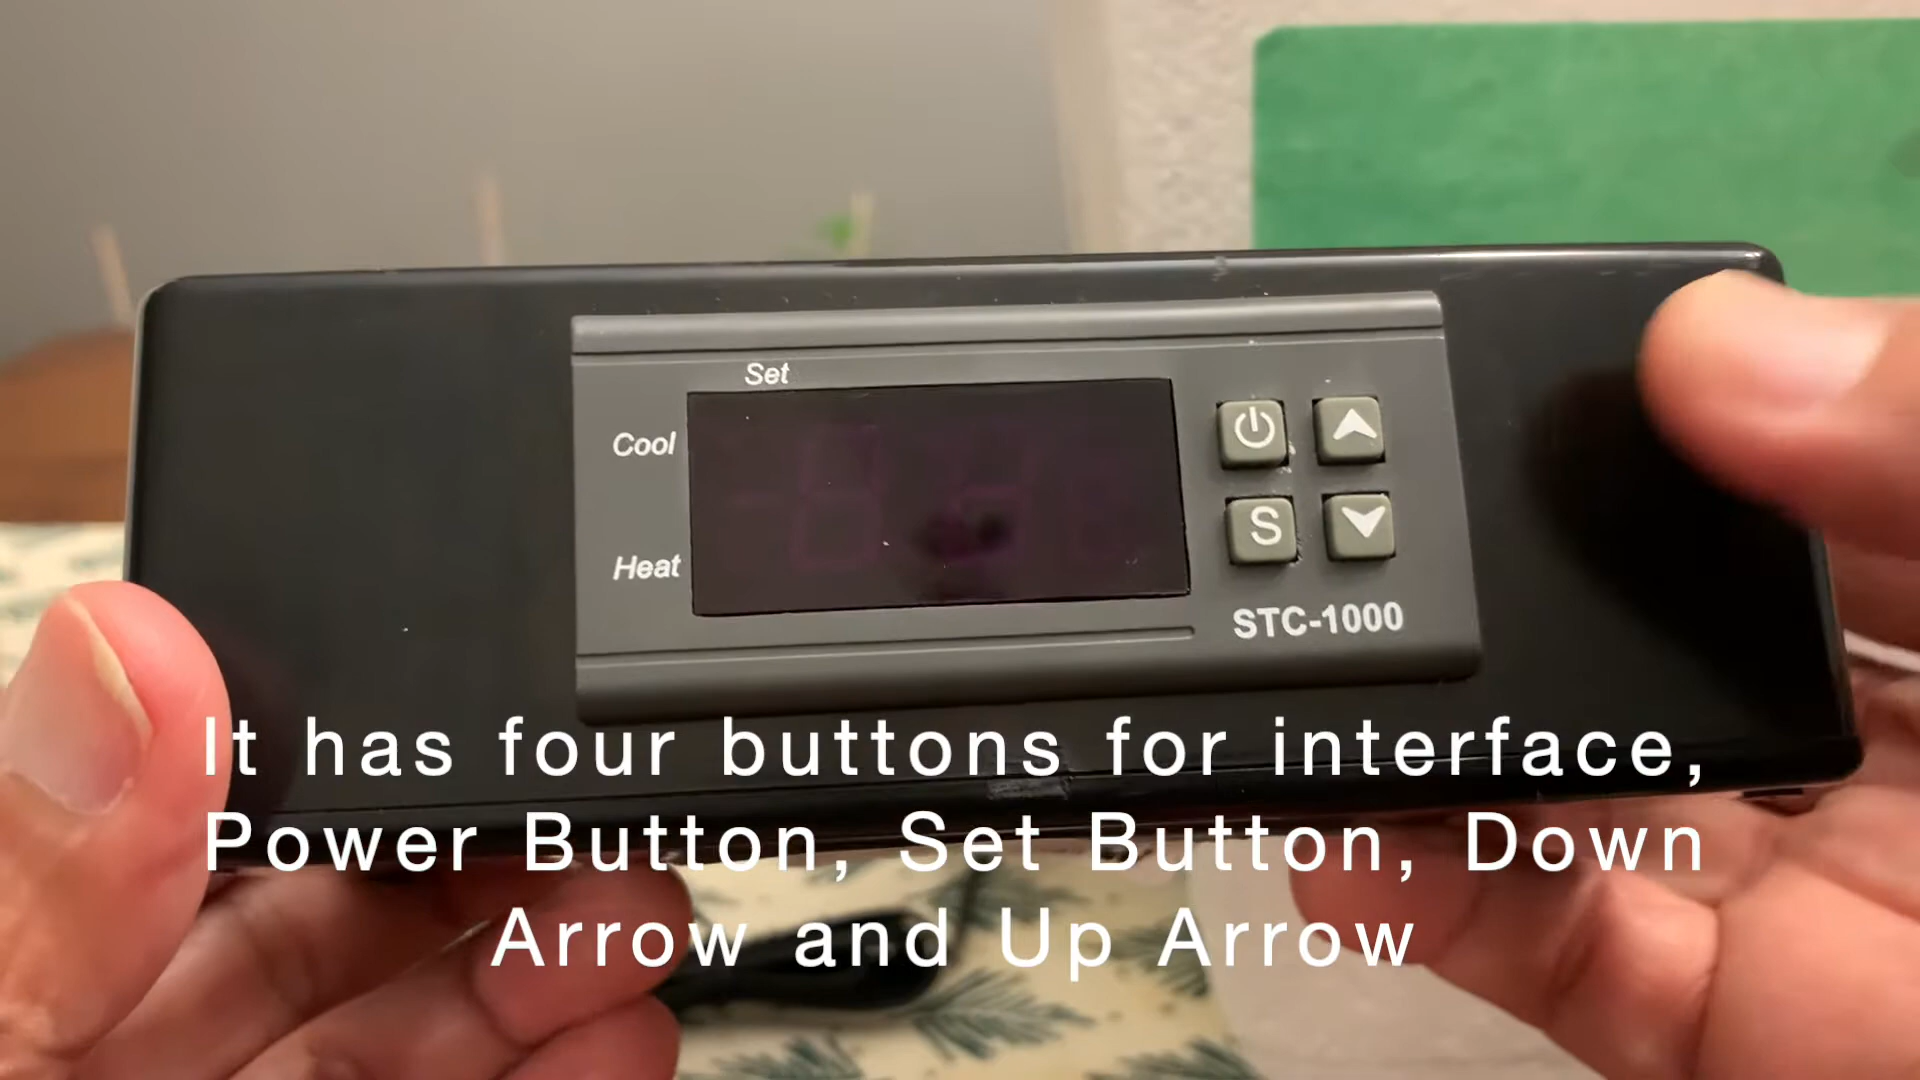 Set
Cool
Heat
S
STC-1000
It has four buttons for interface,
Power Button, Set Button, Down
Arrow and Up Arrow